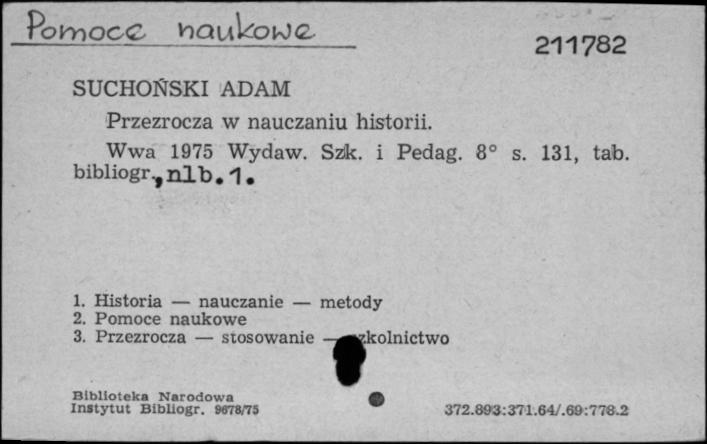 Pomoce naukowe
211782
SUCHOŃSKI ADAM
Przezrocza w nauczaniu historii.
Wwa 1975 Wydaw. Szk. i Pedag. 8° s. 131, tab.
bibliogr., nlb. 1.
1. Historia — nauczanie — metody
2. Pomoce naukowe
3. Przezrocza — stosowanie — szkolnictwo
Biblioteka Narodowa
Instytut Bibliogr. 9678/75
372.893:371.64/.69:778.2